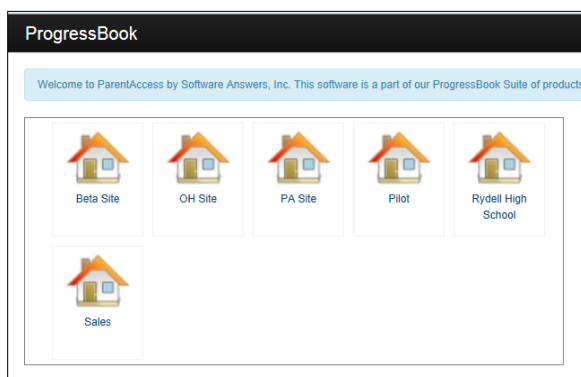 ProgressBook
Welcome to ParentAccess by Software Answers, Inc. This software is a part of our ProgressBook Suite of products
Beta Site
OH Site
PA Site
Pilot
Rydell High
School
Sales